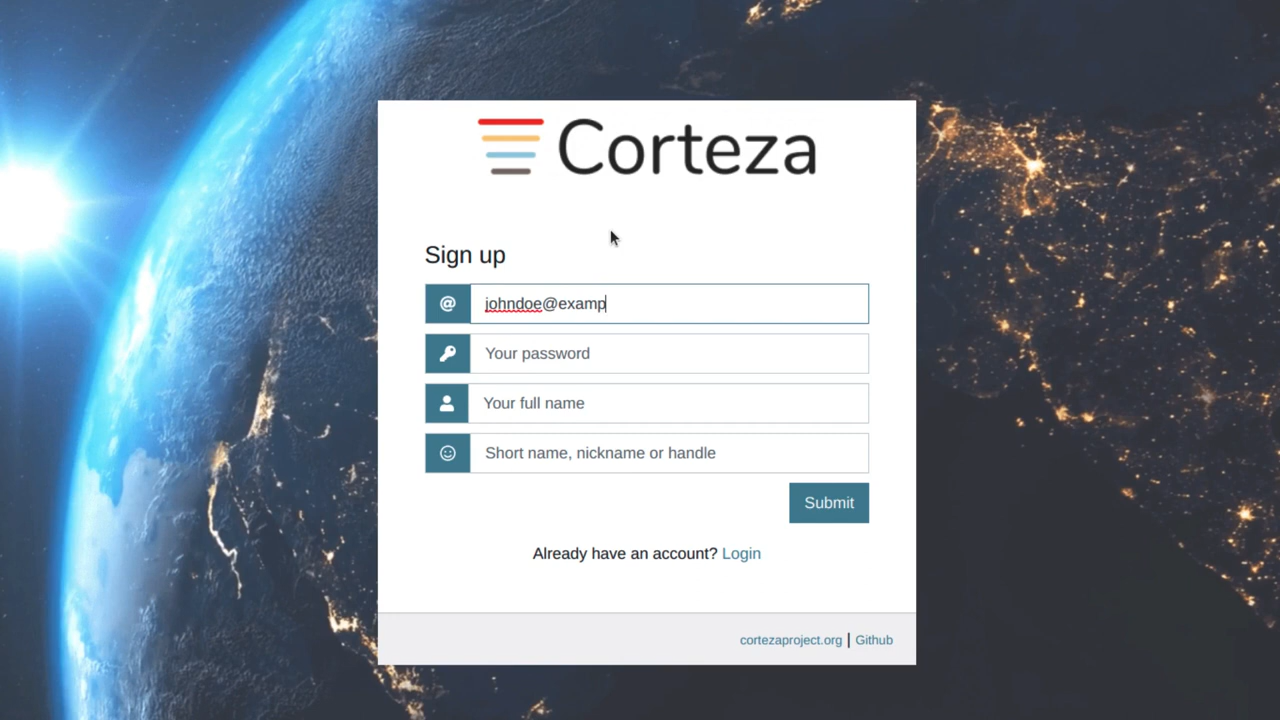 Corteza
Sign up
@ johndoe@examp
Your password
Your full name
Short name, nickname or handle
Submit
Already have an account? Login
cortezaproject.org | Github